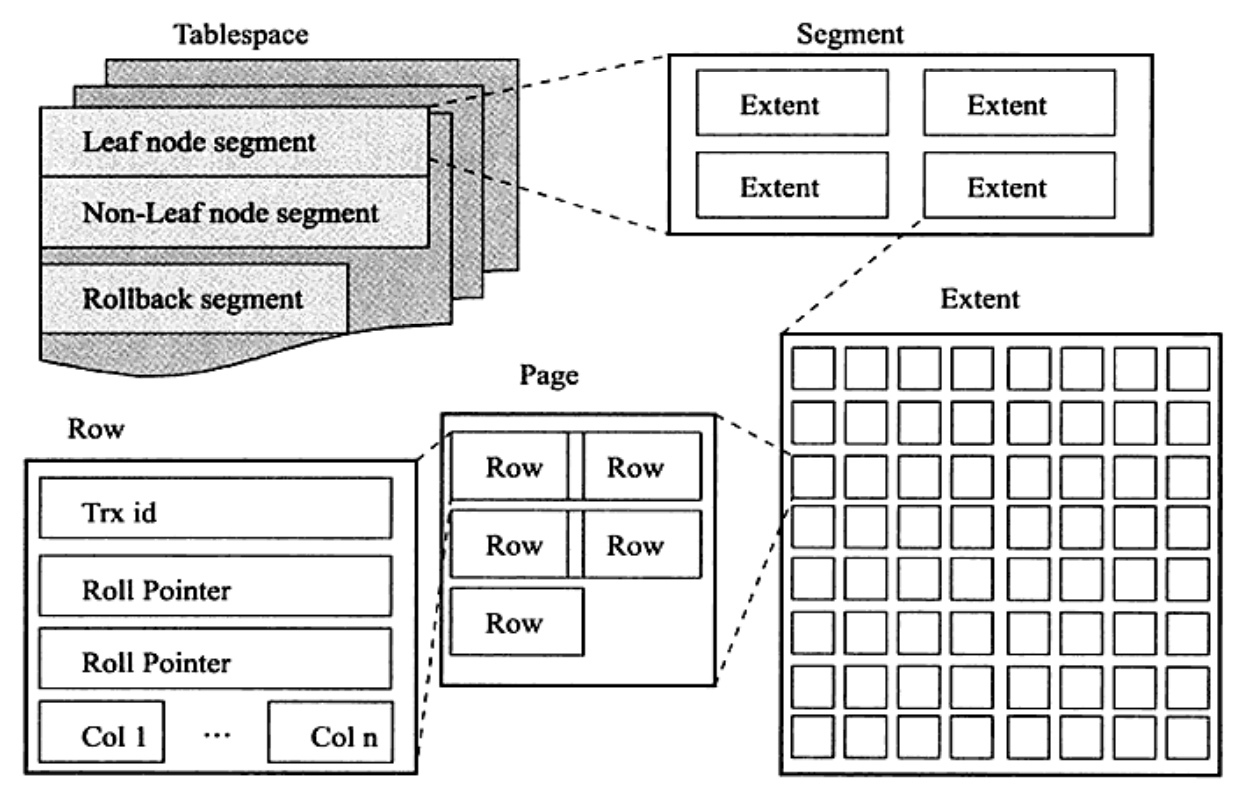 Tablespace
Leaf node segment
Non-Leaf node segment
Rollback segment
Segment
Extent Extent
Extent Extent
Extent
Page
Row Row
Row Row
Row
Row
Trx id
Roll Pointer
Roll Pointer
Col 1 ... Col n